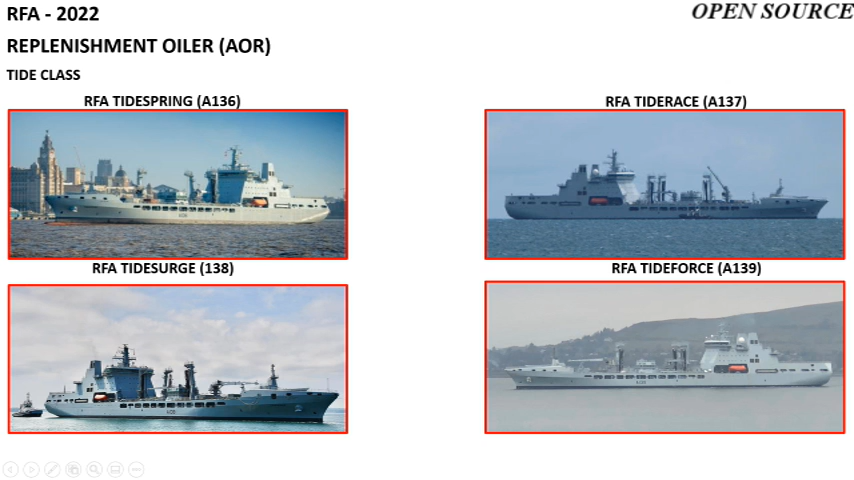 RFA - 2022
OPEN SOURCE
REPLENISHMENT OILER (AOR)
TIDE CLASS
RFA TIDESPRING (A136)
RFA TIDERACE (A137)
RFA TIDESURGE (138)
RFA TIDEFORCE (A139)